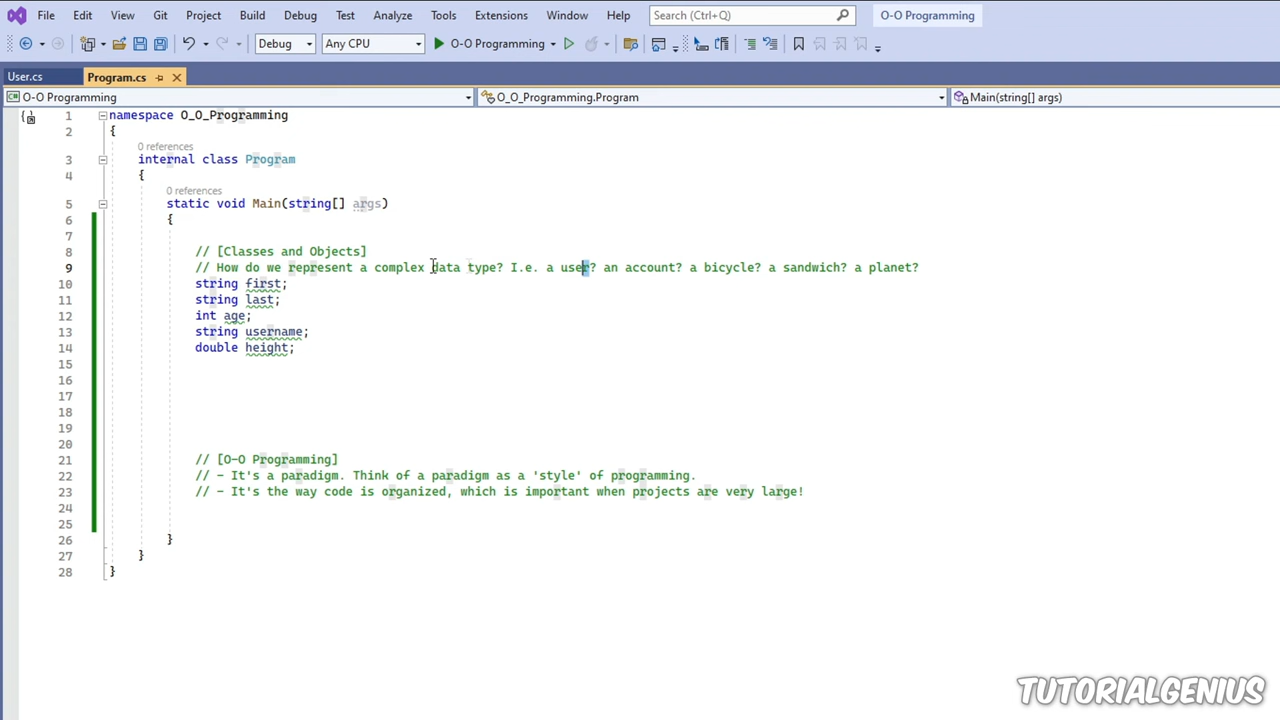 File Edit View Git Project Build Debug Test Analyze Tools Extensions Window Help Search (Ctrl+Q) O-O Programming
Debug Any CPU O-O Programming
User.cs Program.cs
O-O Programming O_O_Programming.Program Main(string[] args)
1 namespace O_O_Programming
2 {
0 references
3 internal class Program
4 {
0 references
5 static void Main(string[] args)
6 {
7
8 // [Classes and Objects]
9 // How do we represent a complex data type? I.e. a user? an account? a bicycle? a sandwich? a planet?
10 string first;
11 string last;
12 int age;
13 string username;
14 double height;
15
16
17
18
19
20
21 // [O-O Programming]
22 // - It's a paradigm. Think of a paradigm as a 'style' of programming.
23 // - It's the way code is organized, which is important when projects are very large!
24
25
26 }
27 }
28 }
TUTORIALGENIUS